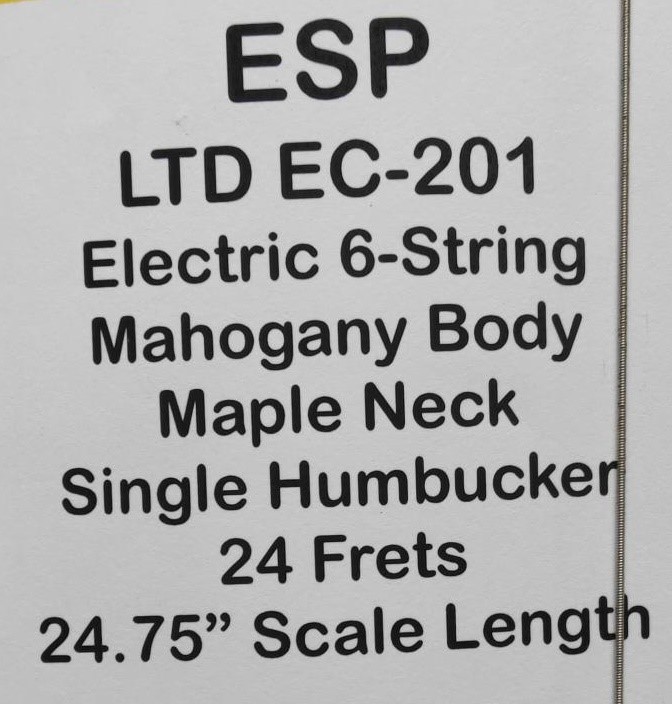 ESP
LTD EC-201
Electric 6-String
Mahogany Body
Maple Neck
Single Humbucker
24 Frets
24.75” Scale Length